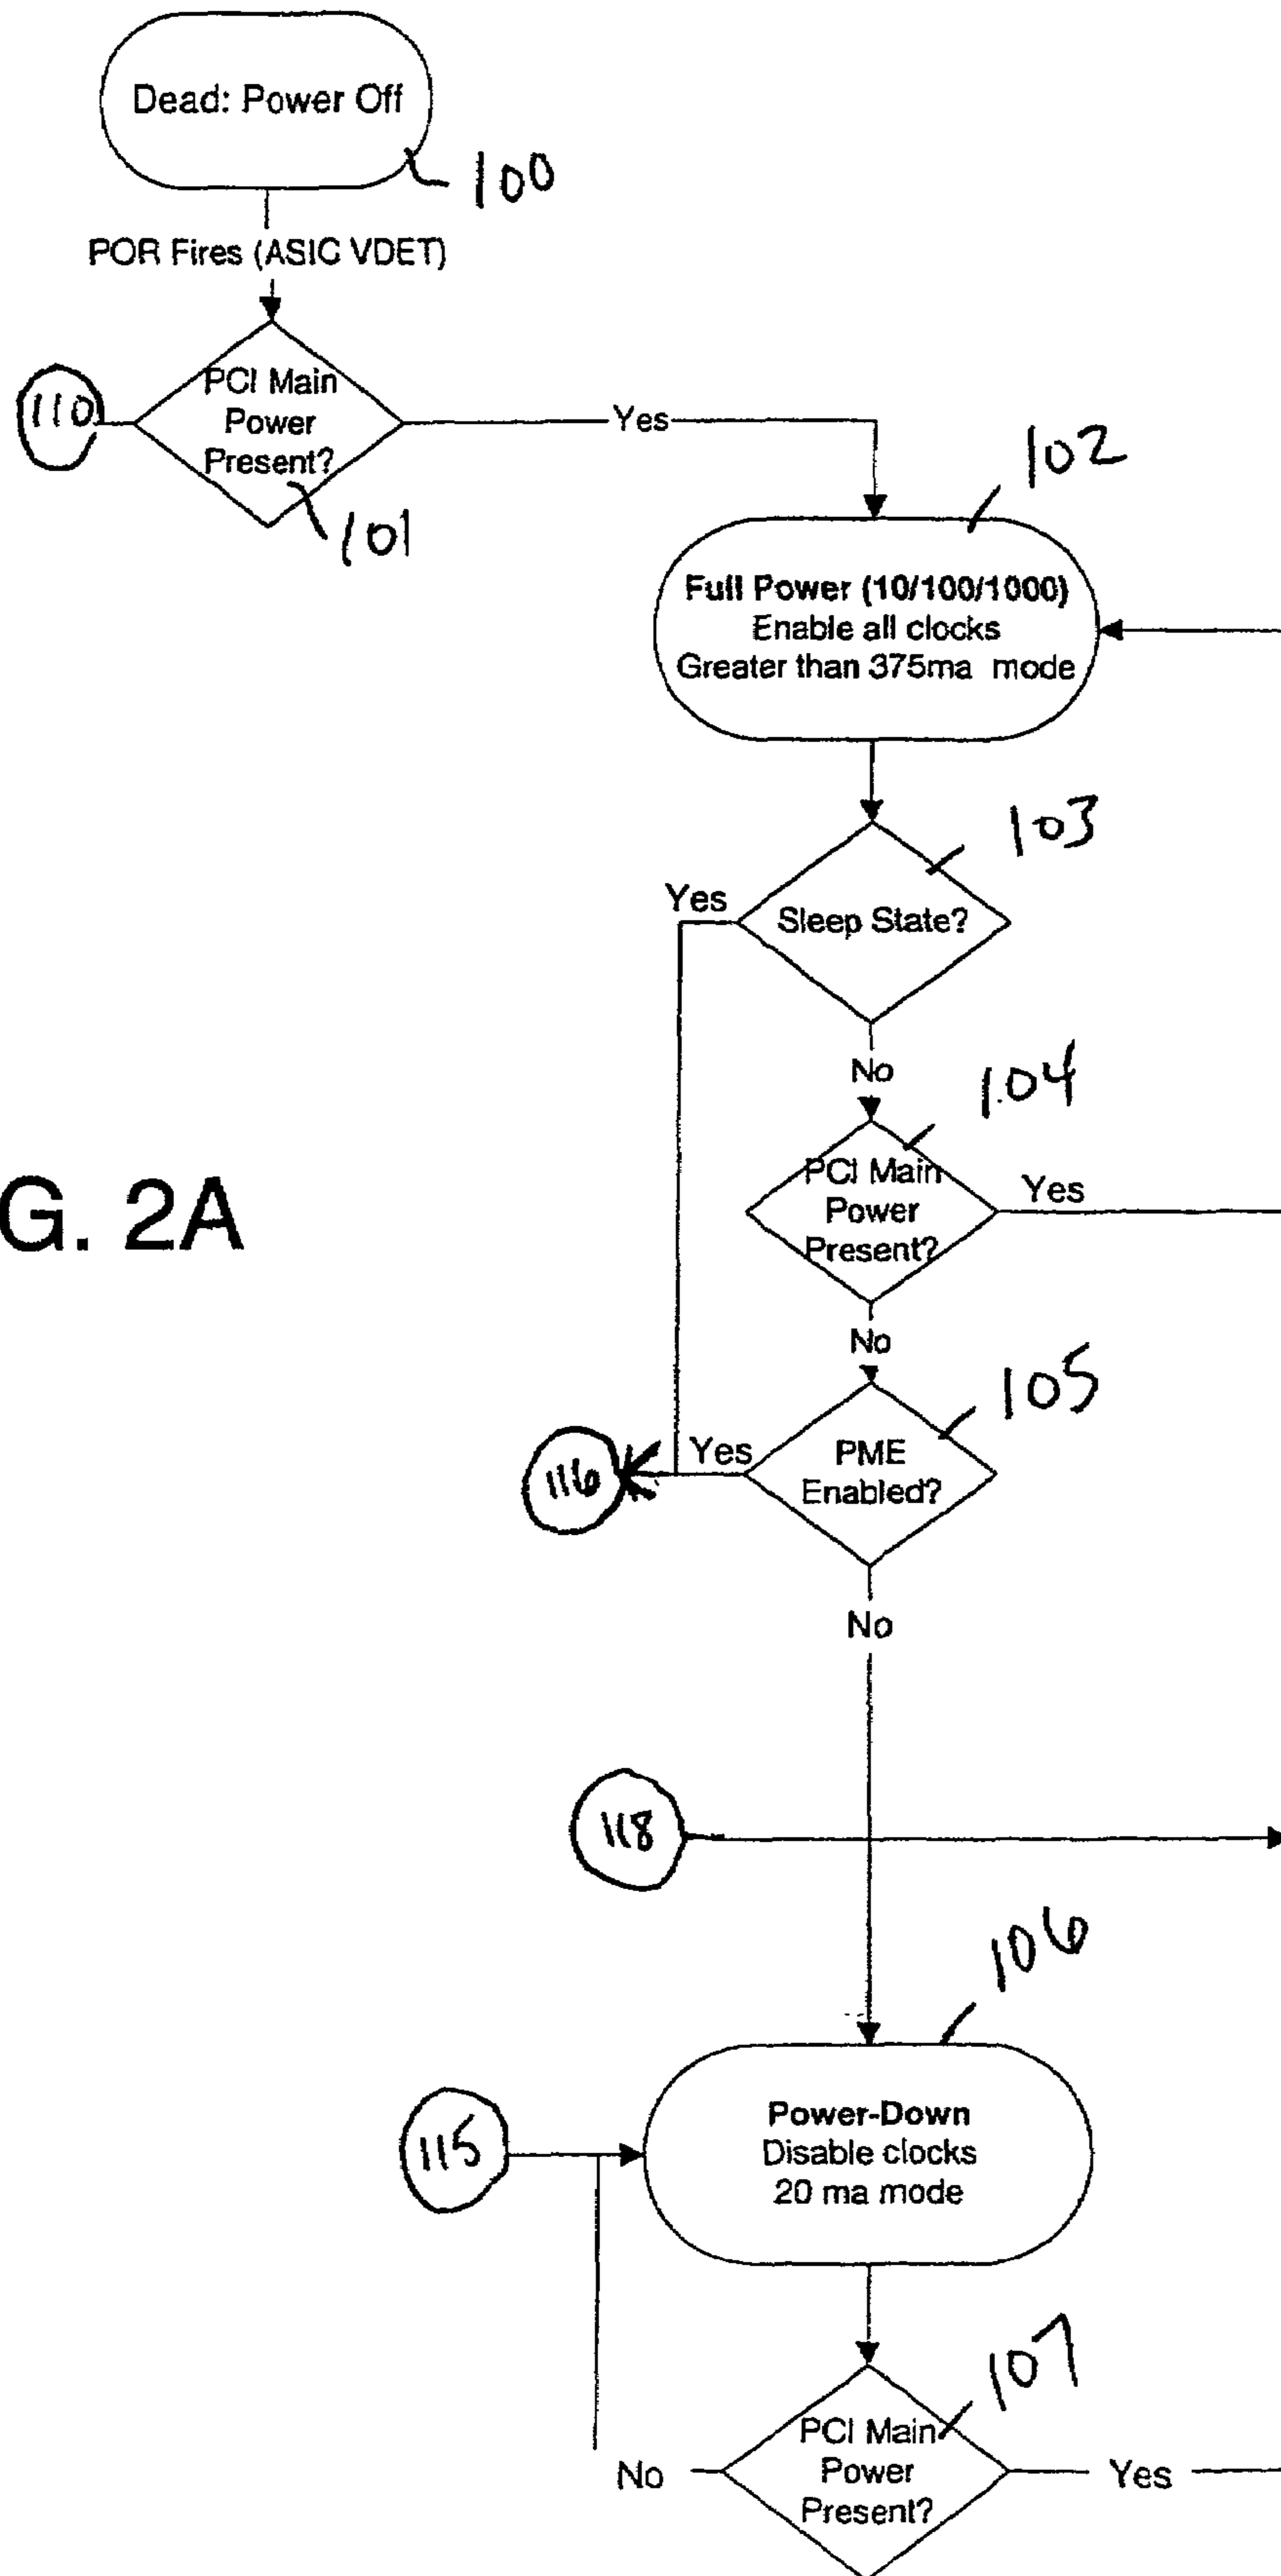 Dead: Power Off
100
POR Fires (ASIC VDET)
110
PCI Main
Power
Present?
101
Yes
102
Full Power (10/100/1000)
Enable all clocks
Greater than 375ma mode
103
Yes
Sleep State?
No
104
PCI Main
Power
Present?
Yes
G. 2A
No
105
116
Yes
PME
Enabled?
No
118
106
115
Power-Down
Disable clocks
20 ma mode
107
PCI Main
Power
Present?
No
Yes